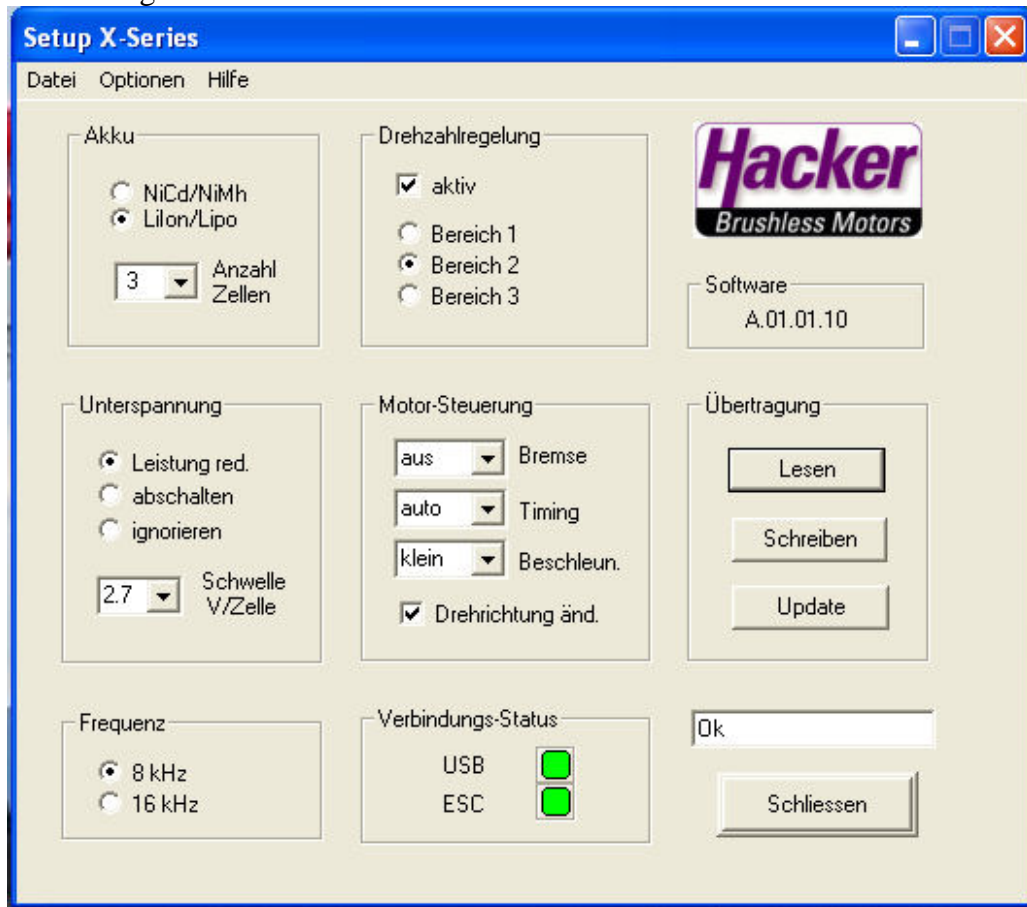 Setup X-Series
Datei Optionen Hilfe
Akku
NiCd/NiMh
LiIon/Lipo
3
Anzahl
Zellen
Drehzahlregelung
aktiv
Bereich 1
Bereich 2
Bereich 3
Hacker
Brushless Motors
Software
A.01.01.10
Unterspannung
Leistung red.
abschalten
ignorieren
2.7
Schwelle
V/Zelle
Motor-Steuerung
aus Bremse
auto Timing
klein Beschleun.
Drehrichtung änd.
Übertragung
Lesen
Schreiben
Update
Frequenz
8 kHz
16 kHz
Verbindungs-Status
USB
ESC
Ok
Schliessen